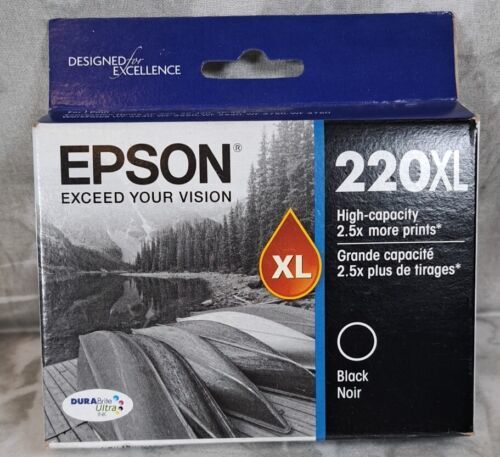 DESIGNED for
EXCELLENCE
EPSON®
EXCEED YOUR VISION
220XL
High-capacity
2.5x more prints*
Grande capacité
2.5x plus de tirages*
XL
Black
Noir
DURABrite
Ultra
INK